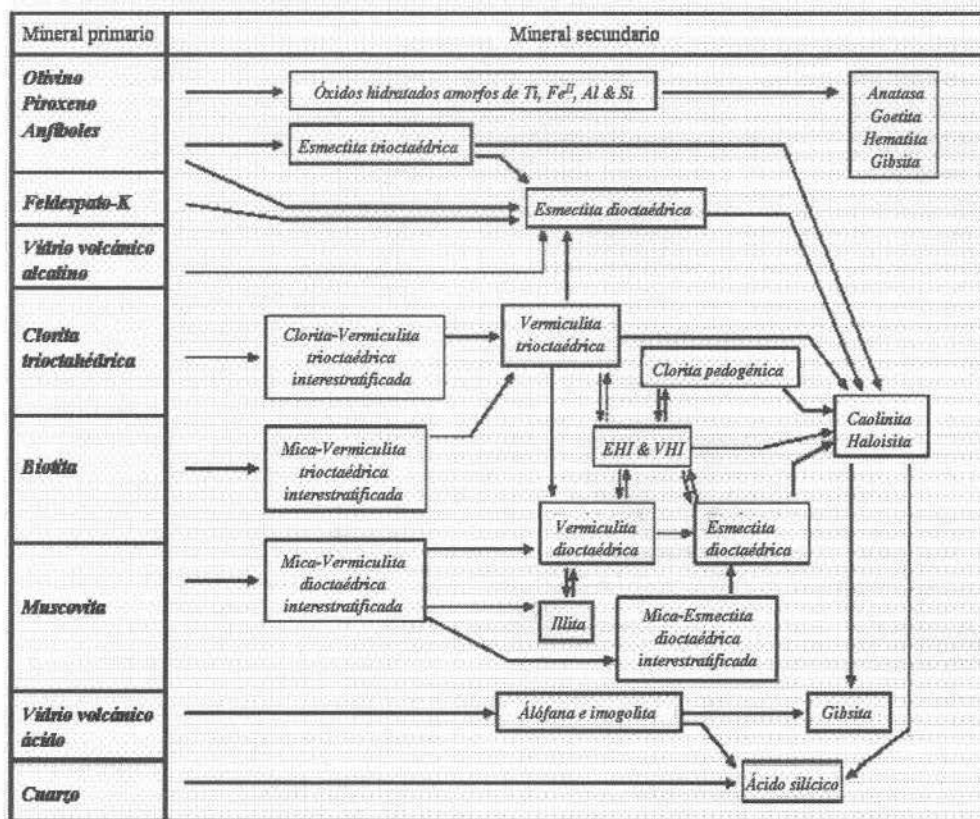 Mineral primario
Mineral secundario
Olivino
Piroxeno
Anfíboles
Óxidos hidratados amorfos de Ti, Feᴵᴵ, Al & Si
Anatasa
Goetita
Hematita
Gibsita
Esmectita trioctaédrica
Feldespato-K
Esmectita dioctaédrica
Vidrio volcánico
alcalino
Clorita
trioctahédrica
Clorita-Vermiculita
trioctaédrica
interestratificada
Vermiculita
trioctaédrica
Clorita pedogénica
Caolinita
Haloisita
Biotita
Mica-Vermiculita
trioctaédrica
interestratificada
EHI & VHI
Vermiculita
dioctaédrica
Esmectita
dioctaédrica
Muscovita
Mica-Vermiculita
dioctaédrica
interestratificada
Illita
Mica-Esmectita
dioctaédrica
interestratificada
Vidrio volcánico
ácido
Álófana e imogolita
Gibsita
Cuarzo
Ácido silícico